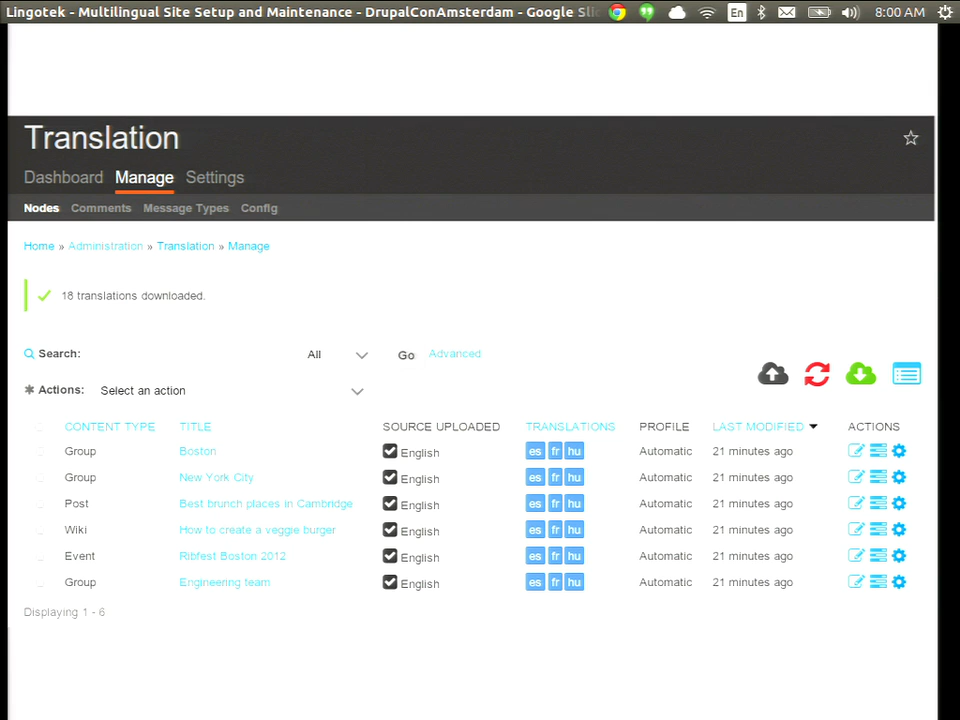 Lingotek - Multilingual Site Setup and Maintenance - DrupalConAmsterdam - Google Sli
En
8:00 AM
Translation
Dashboard Manage Settings
Nodes Comments Message Types Config
Home » Administration » Translation » Manage
18 translations downloaded.
Search: All Go Advanced
Actions: Select an action
CONTENT TYPE TITLE SOURCE UPLOADED TRANSLATIONS PROFILE LAST MODIFIED ACTIONS
Group Boston English es fr hu Automatic 21 minutes ago
Group New York City English es fr hu Automatic 21 minutes ago
Post Best brunch places in Cambridge English es fr hu Automatic 21 minutes ago
Wiki How to create a veggie burger English es fr hu Automatic 21 minutes ago
Event Ribfest Boston 2012 English es fr hu Automatic 21 minutes ago
Group Engineering team English es fr hu Automatic 21 minutes ago
Displaying 1 - 6